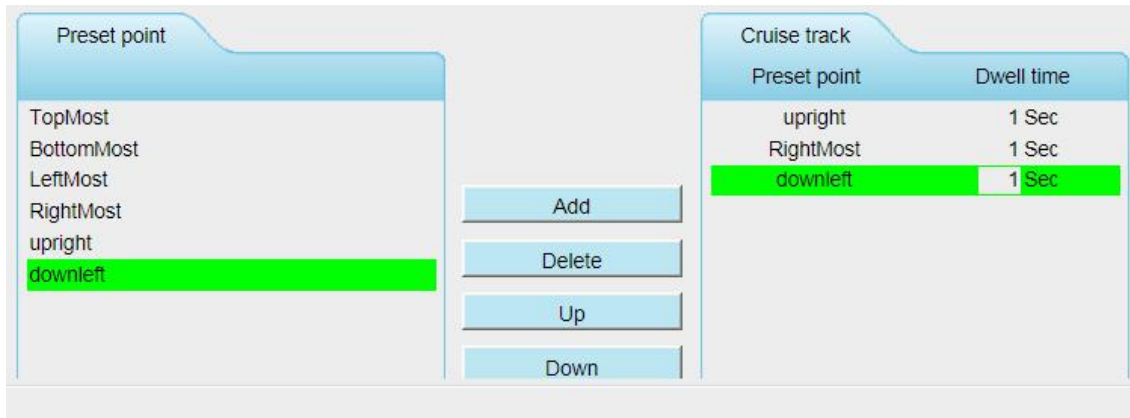 Preset point
TopMost
BottomMost
LeftMost
RightMost
upright
downleft
Add
Delete
Up
Down
Cruise track
Preset point Dwell time
upright 1 Sec
RightMost 1 Sec
downleft 1 Sec